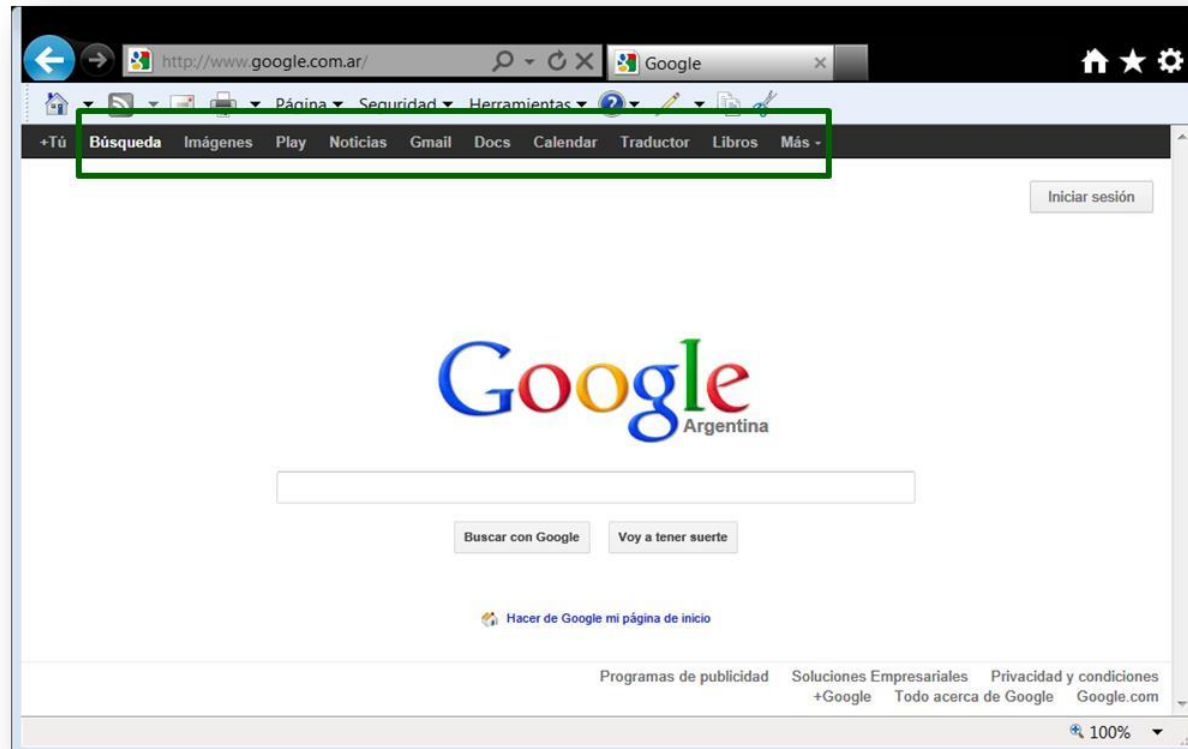 http://www.google.com.ar/ Google
Página Seguridad Herramientas
+Tú Búsqueda Imágenes Play Noticias Gmail Docs Calendar Traductor Libros Más
Iniciar sesión
Google
Argentina
Buscar con Google Voy a tener suerte
Hacer de Google mi página de inicio
Programas de publicidad Soluciones Empresariales Privacidad y condiciones
+Google Todo acerca de Google Google.com
100%